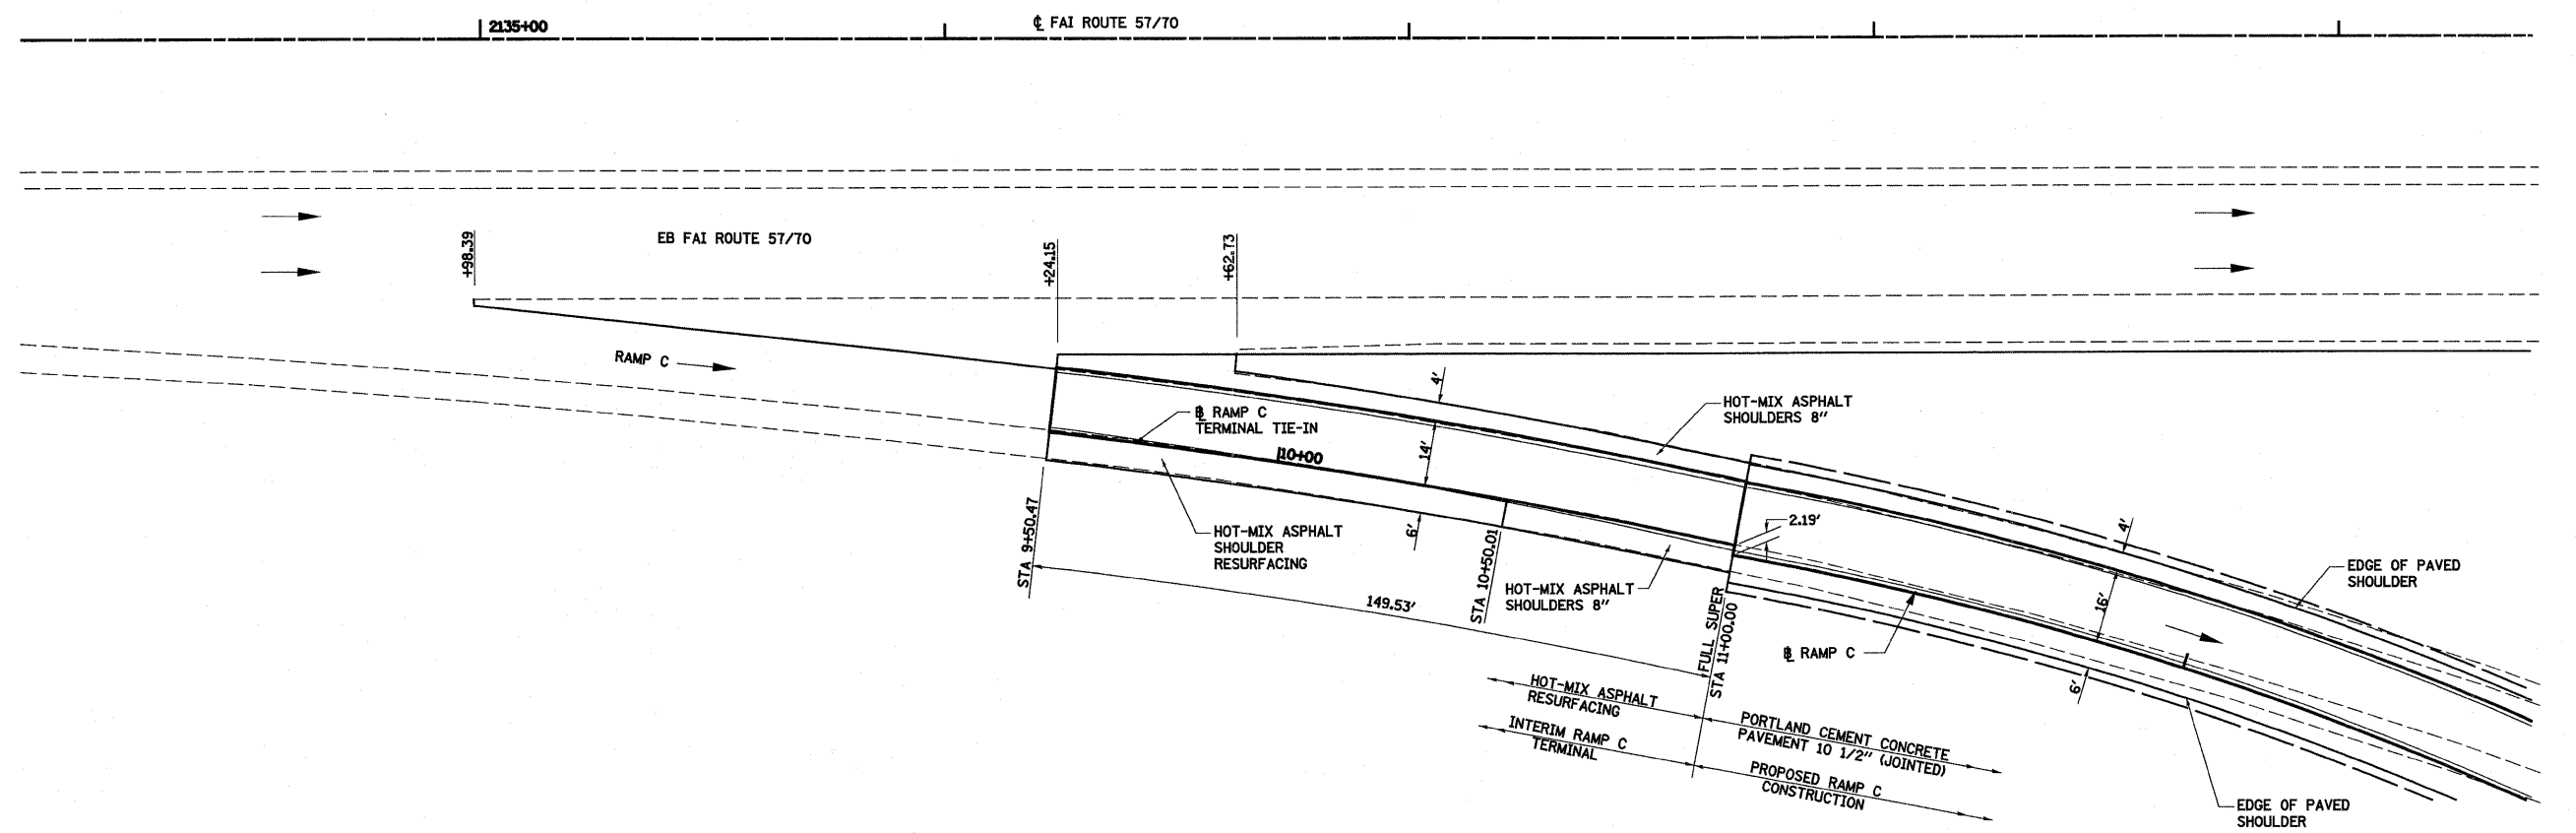 2135+00
℄ FAI ROUTE 57/70
+98.39
EB FAI ROUTE 57/70
+24.15
+62.73
RAMP C
4'
HOT-MIX ASPHALT
SHOULDERS 8"
℄ RAMP C
TERMINAL TIE-IN
10+00
14'
STA 9+50.47
HOT-MIX ASPHALT
SHOULDER
RESURFACING
6'
STA 10+50.01
149.53'
HOT-MIX ASPHALT
SHOULDERS 8"
2.19'
FULL SUPER
STA 11+00.00
4'
EDGE OF PAVED
SHOULDER
16'
℄ RAMP C
6'
HOT-MIX ASPHALT
RESURFACING
INTERIM RAMP C
TERMINAL
PORTLAND CEMENT CONCRETE
PAVEMENT 10 1/2" (JOINTED)
PROPOSED RAMP C
CONSTRUCTION
EDGE OF PAVED
SHOULDER